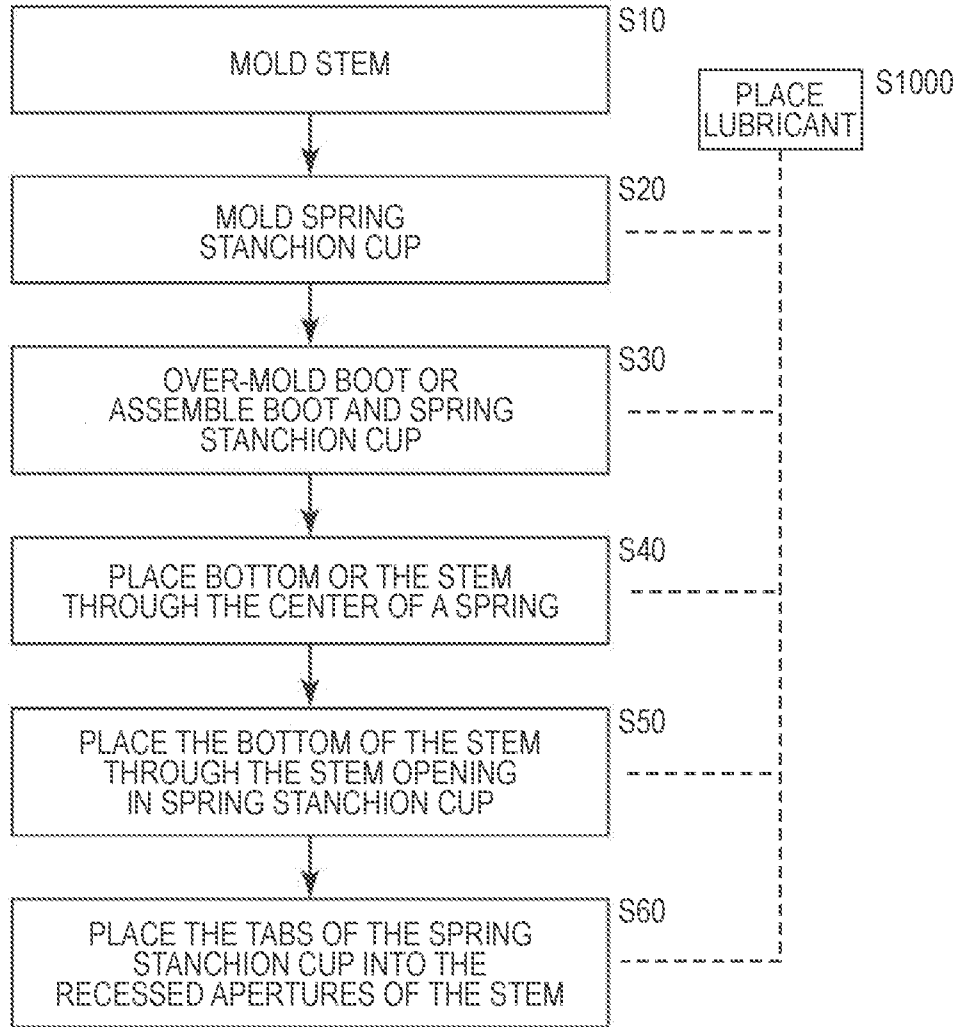 S10
MOLD STEM
S1000
PLACE
LUBRICANT
S20
MOLD SPRING
STANCHION CUP
S30
OVER-MOLD BOOT OR
ASSEMBLE BOOT AND SPRING
STANCHION CUP
S40
PLACE BOTTOM OR THE STEM
THROUGH THE CENTER OF A SPRING
S50
PLACE THE BOTTOM OF THE STEM
THROUGH THE STEM OPENING
IN SPRING STANCHION CUP
S60
PLACE THE TABS OF THE SPRING
STANCHION CUP INTO THE
RECESSED APERTURES OF THE STEM